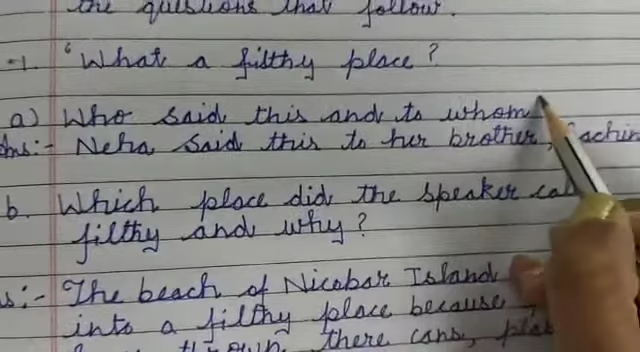 the questions that follow.
1. 'What a filthy place?
a) Who said this and to whom
Ans:- Neha said this to her brother, Sachin
b. Which place did the speaker
filthy and why?
:- The beach of Nicobar Island
into a filthy place because
thrown there cans,